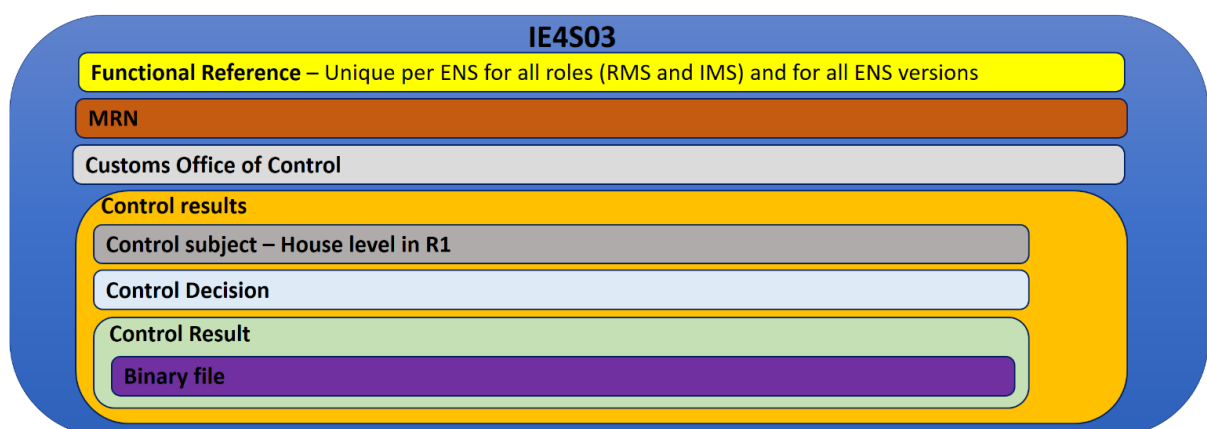 IE4S03
Functional Reference – Unique per ENS for all roles (RMS and IMS) and for all ENS versions
MRN
Customs Office of Control
Control results
Control subject – House level in R1
Control Decision
Control Result
Binary file